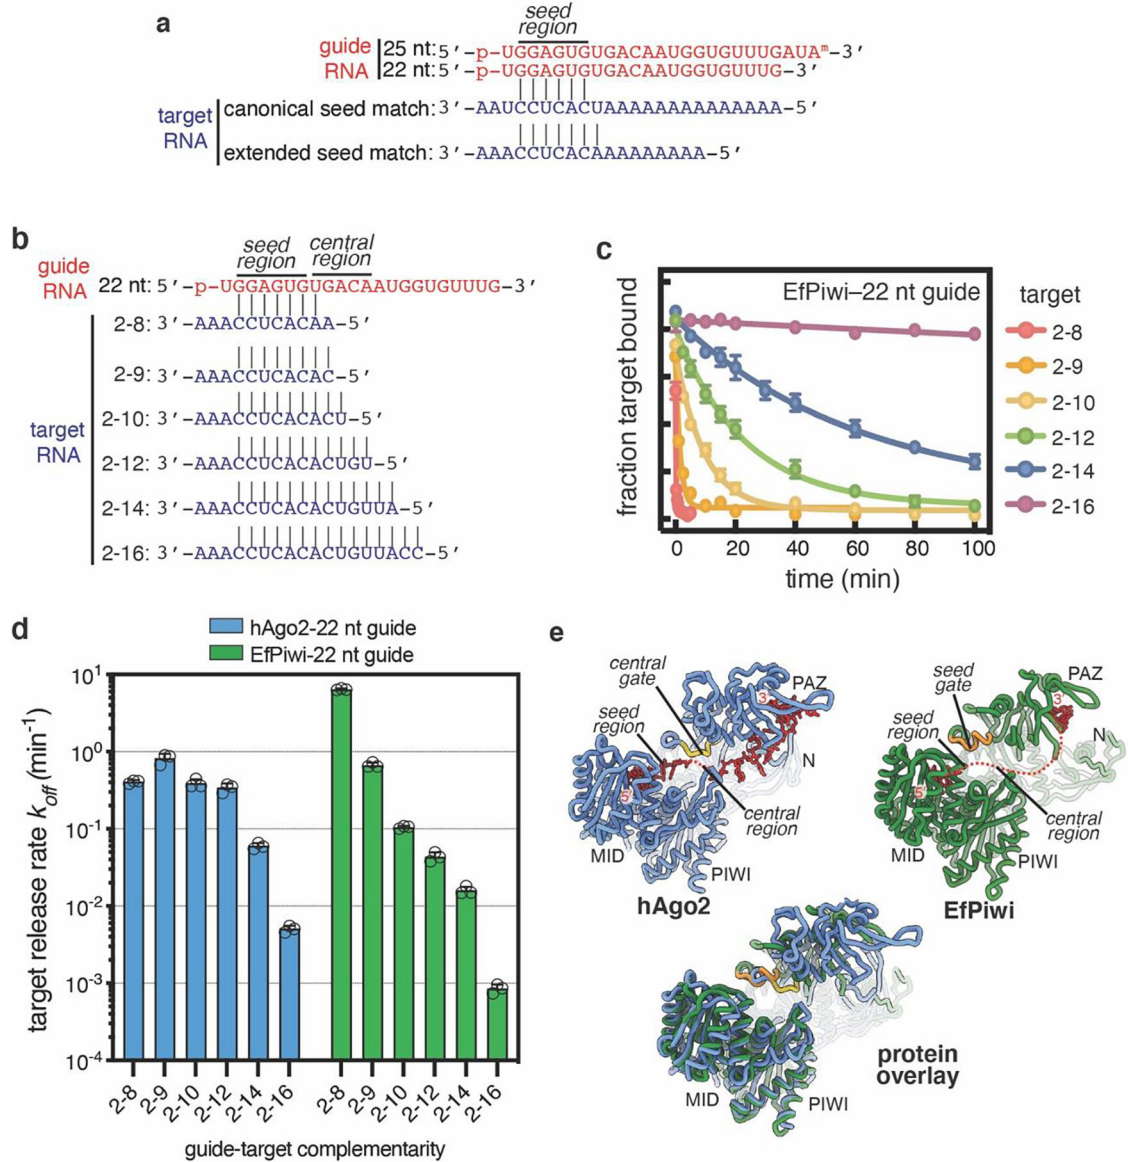 a
seed
region
guide
RNA
25 nt: 5′–p-UGGAGUGUGACAAUGGUGUUUGAUAᵐ–3′
22 nt: 5′–p-UGGAGUGUGACAAUGGUGUUUG–3′
target
RNA
canonical seed match: 3′–AAUCCUCACUAAAAAAAAAAAAAA–5′
extended seed match: 3′–AAACCUCACAAAAAAAAAA–5′
b
seed
region
central
region
guide
RNA
22 nt: 5′–p-UGGAGUGUGACAAUGGUGUUUG–3′
target
RNA
2-8: 3′–AAACCUCACAA–5′
2-9: 3′–AAACCUCACAC–5′
2-10: 3′–AAACCUCACACU–5′
2-12: 3′–AAACCUCACACUGU–5′
2-14: 3′–AAACCUCACACUGUUA–5′
2-16: 3′–AAACCUCACACUGUUACC–5′
c
EfPiwi–22 nt guide
fraction target bound
0 20 40 60 80 100
time (min)
target
2-8
2-9
2-10
2-12
2-14
2-16
d
hAgo2-22 nt guide
EfPiwi-22 nt guide
target release rate k_off (min⁻¹)
10¹
10⁰
10⁻¹
10⁻²
10⁻³
10⁻⁴
2-8 2-9 2-10 2-12 2-14 2-16 2-8 2-9 2-10 2-12 2-14 2-16
guide-target complementarity
e
central
gate
seed
region
PAZ
3′
N
5′
central
region
MID
PIWI
hAgo2
seed
gate
seed
region
PAZ
3′
N
5′
central
region
MID
PIWI
EfPiwi
protein
overlay
MID
PIWI